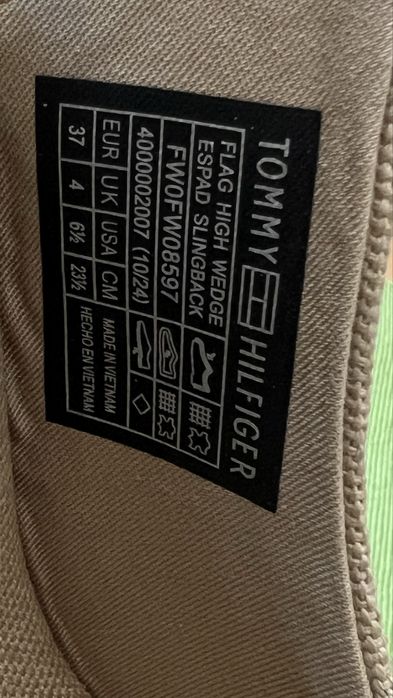 TOMMY HILFIGER
FLAG HIGH WEDGE
ESPAD SLINGBACK
FW0FW08597
4000002007 (10/24)
EUR UK USA CM
37 4 6½ 23½
MADE IN VIETNAM
HECHO EN VIETNAM